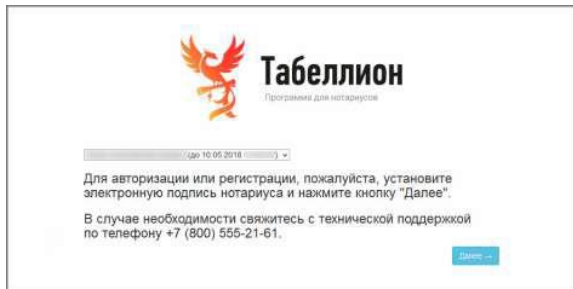 Табеллион
Программа для нотариусов
(до 10.05.2018
Для авторизации или регистрации, пожалуйста, установите
электронную подпись нотариуса и нажмите кнопку "Далее".
В случае необходимости свяжитесь с технической поддержкой
по телефону +7 (800) 555-21-61.
Далее →